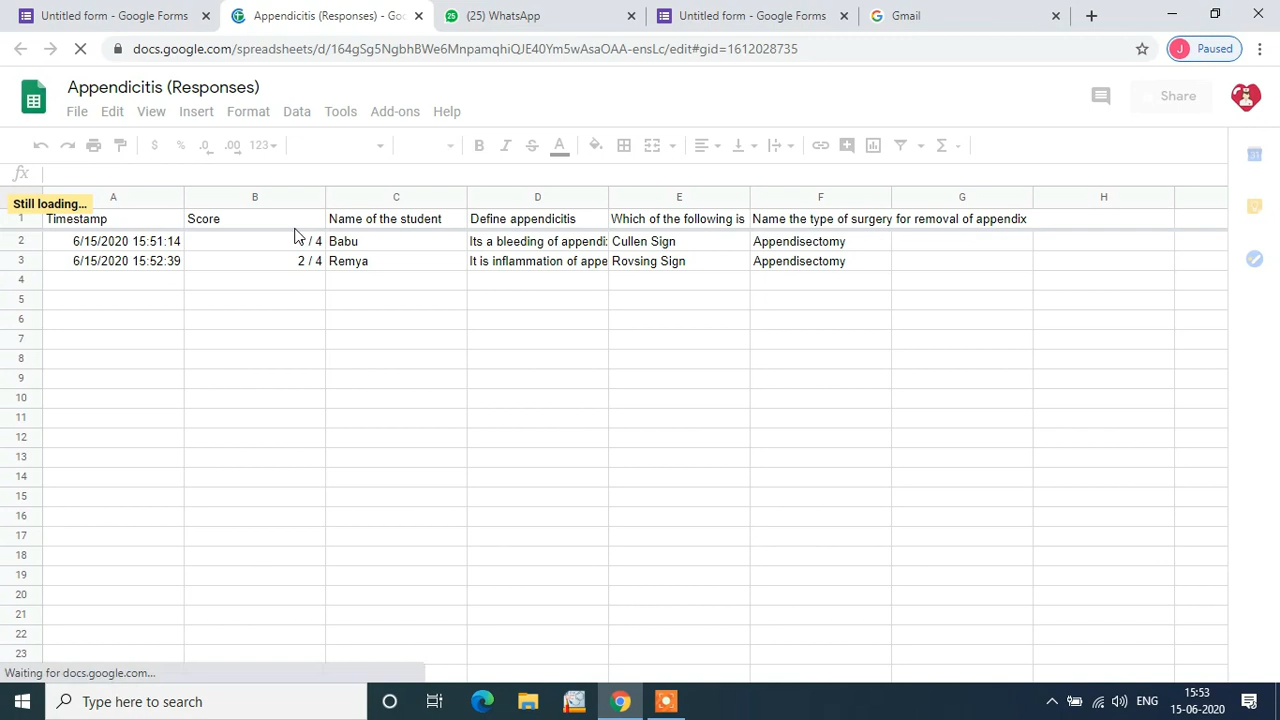 Untitled form - Google Forms
Appendicitis (Responses) - Goo
(25) WhatsApp
Untitled form - Google Forms
Gmail
docs.google.com/spreadsheets/d/164gSg5NgbhBWe6MnpamqhiQJE40Ym5wAsaOAA-ensLc/edit#gid=1612028735
J Paused
Appendicitis (Responses)
Share
File Edit View Insert Format Data Tools Add-ons Help
$ % .0 .00 123
fx
Still loading...
A B C D E F G H
1 Timestamp Score Name of the student Define appendicitis Which of the following is Name the type of surgery for removal of appendix
2 6/15/2020 15:51:14 / 4 Babu Its a bleeding of appendi Cullen Sign Appendisectomy
3 6/15/2020 15:52:39 2 / 4 Remya It is inflammation of appe Rovsing Sign Appendisectomy
4
5
6
7
8
9
10
11
12
13
14
15
16
17
18
19
20
21
22
23
Waiting for docs.google.com...
Type here to search
ENG
15:53
15-06-2020